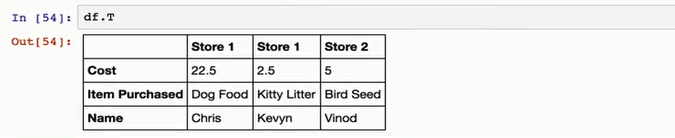 In [54]: df.T
Out[54]:
Store 1 Store 1 Store 2
Cost 22.5 2.5 5
Item Purchased Dog Food Kitty Litter Bird Seed
Name Chris Kevyn Vinod